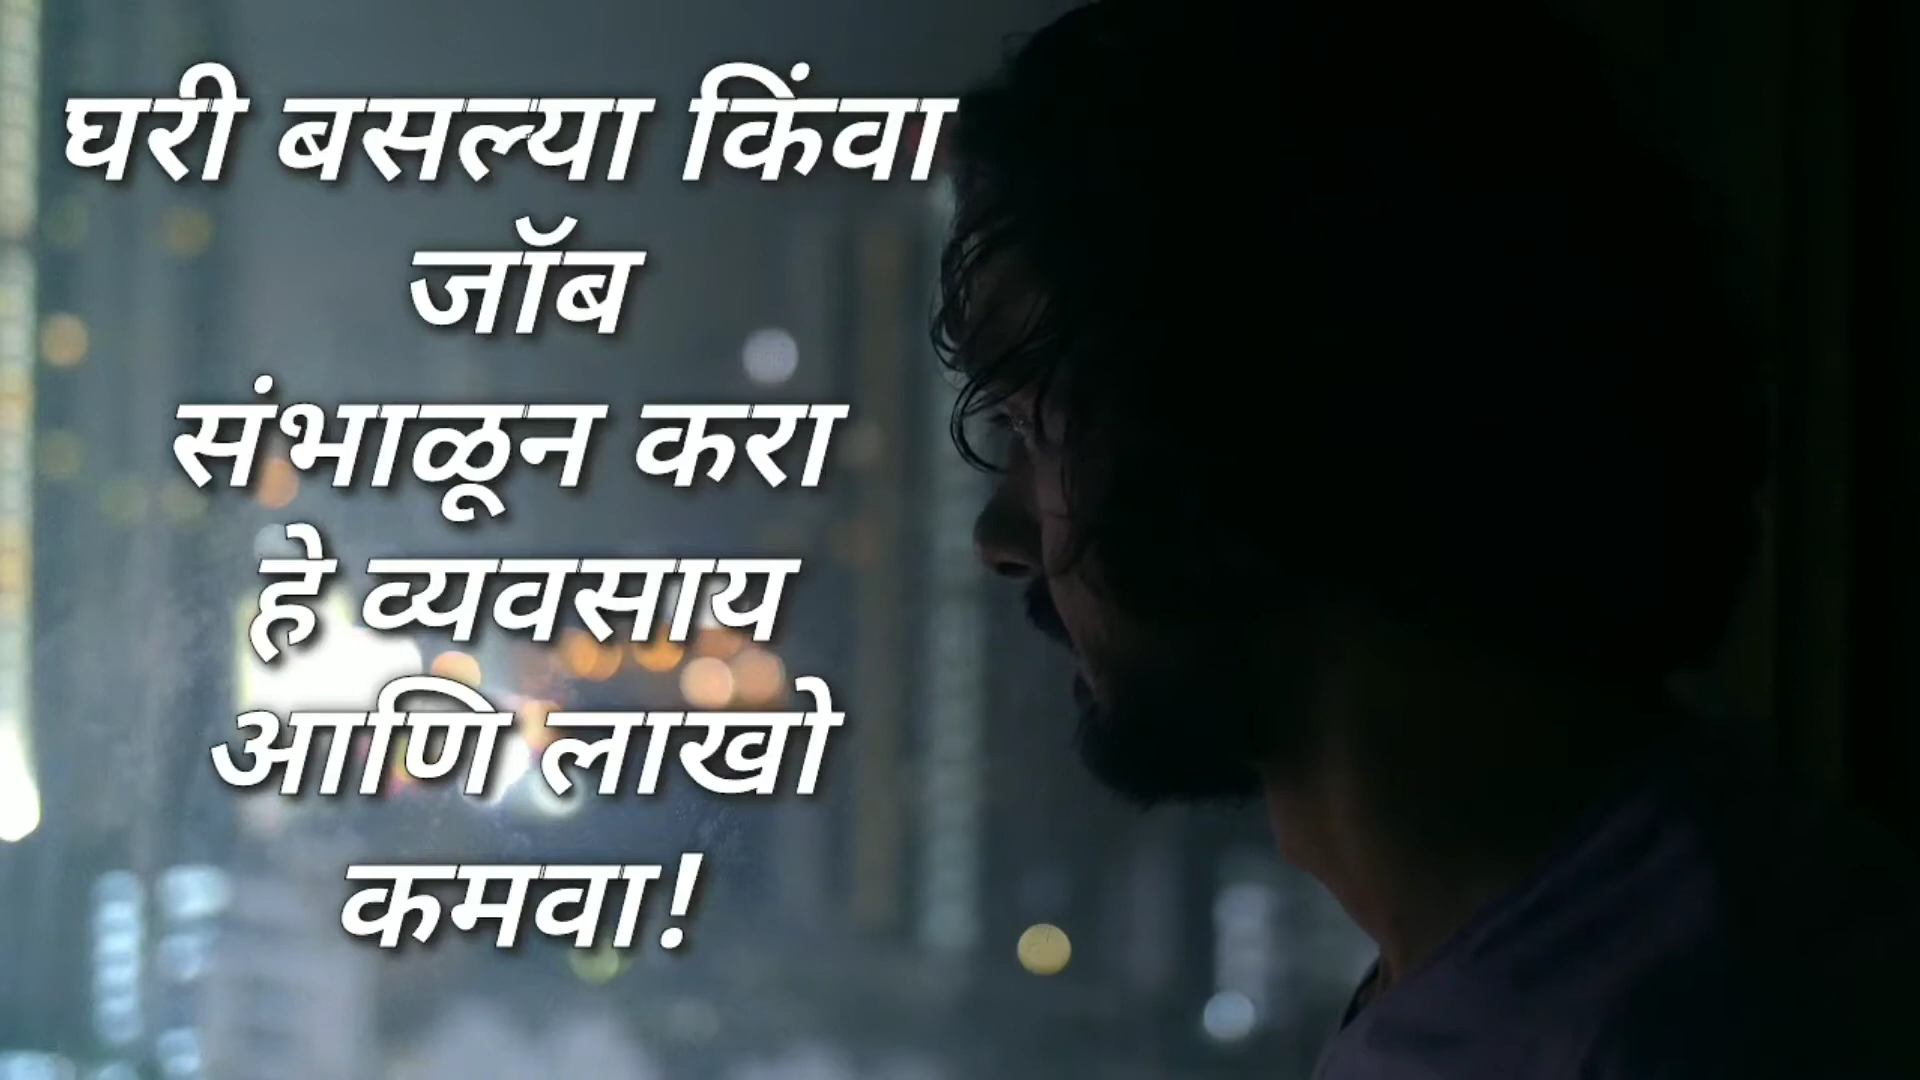 घरी बसल्या किंवा
जॉब
संभाळून करा
हे व्यवसाय
आणि लाखो
कमवा!